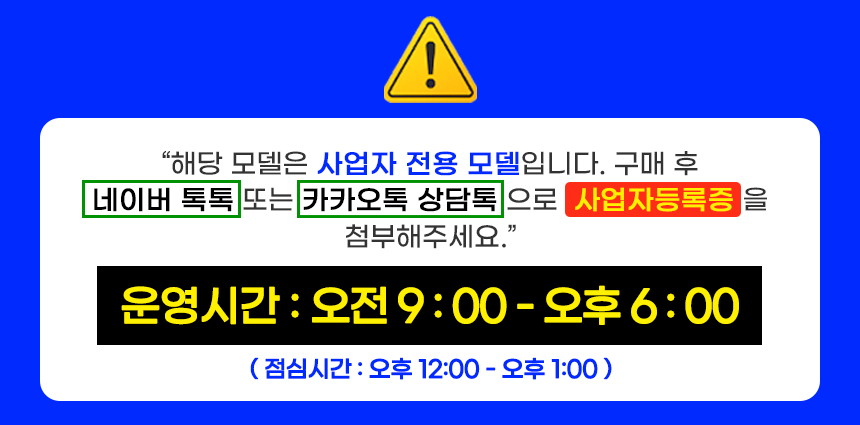 “해당 모델은 사업자 전용 모델입니다. 구매 후
네이버 톡톡 또는 카카오톡 상담톡 으로 사업자등록증 을
첨부해주세요.”
운영시간 : 오전 9 : 00 - 오후 6 : 00
( 점심시간 : 오후 12:00 - 오후 1:00 )